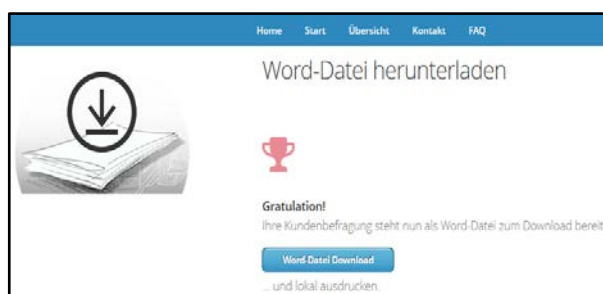 Home Start Übersicht Kontakt FAQ
Word-Datei herunterladen
Gratulation!
Ihre Kundenbefragung steht nun als Word-Datei zum Download bereit
Word-Datei Download
... und lokal ausdrucken.